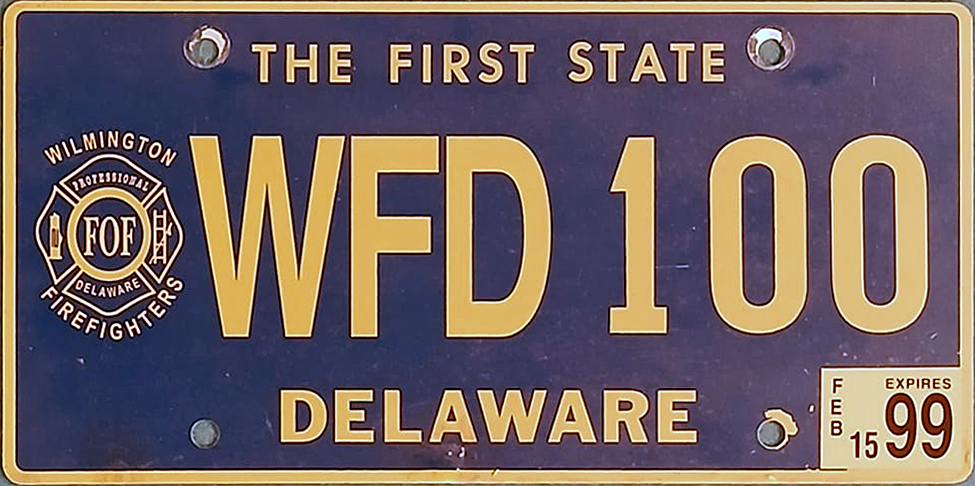 THE FIRST STATE
WILMINGTON
PROFESSIONAL
FOF
DELAWARE
FIREFIGHTERS
WFD 100
DELAWARE
FEB
EXPIRES
15 99